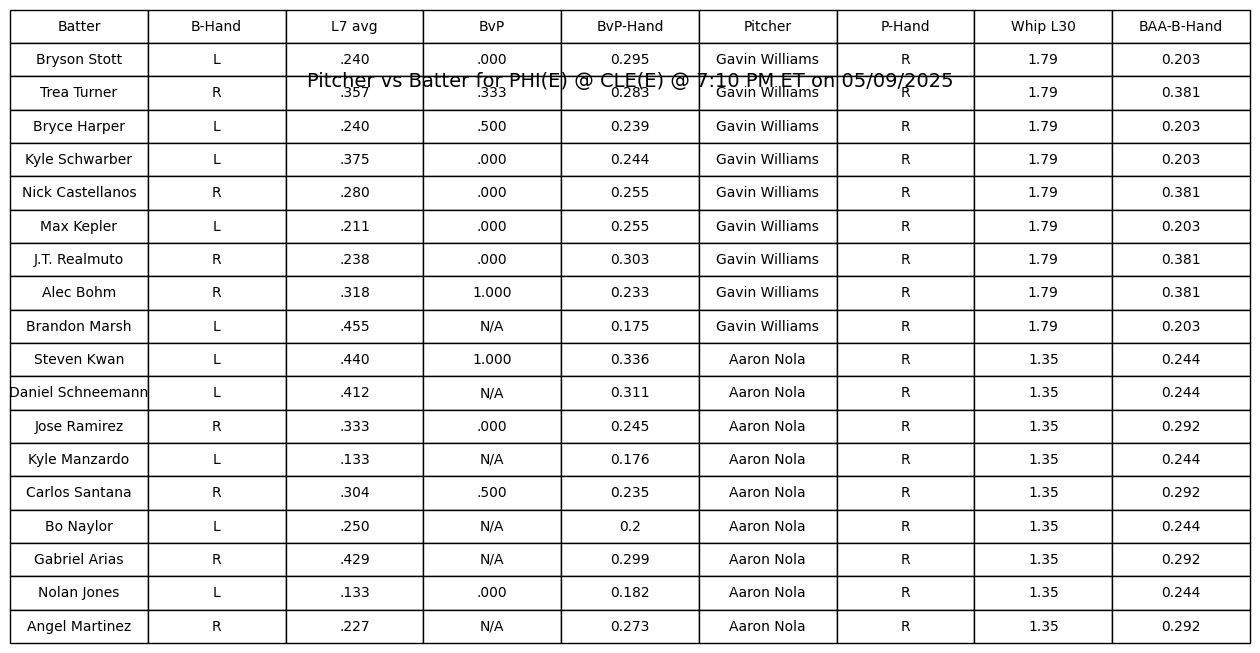 Batter B-Hand L7 avg BvP BvP-Hand Pitcher P-Hand Whip L30 BAA-B-Hand
Bryson Stott L .240 .000 0.295 Gavin Williams R 1.79 0.203
Pitcher vs Batter for PHI(E) @ CLE(E) @ 7:10 PM ET on 05/09/2025
Trea Turner R .357 .333 0.283 Gavin Williams R 1.79 0.381
Bryce Harper L .240 .500 0.239 Gavin Williams R 1.79 0.203
Kyle Schwarber L .375 .000 0.244 Gavin Williams R 1.79 0.203
Nick Castellanos R .280 .000 0.255 Gavin Williams R 1.79 0.381
Max Kepler L .211 .000 0.255 Gavin Williams R 1.79 0.203
J.T. Realmuto R .238 .000 0.303 Gavin Williams R 1.79 0.381
Alec Bohm R .318 1.000 0.233 Gavin Williams R 1.79 0.381
Brandon Marsh L .455 N/A 0.175 Gavin Williams R 1.79 0.203
Steven Kwan L .440 1.000 0.336 Aaron Nola R 1.35 0.244
Daniel Schneemann L .412 N/A 0.311 Aaron Nola R 1.35 0.244
Jose Ramirez R .333 .000 0.245 Aaron Nola R 1.35 0.292
Kyle Manzardo L .133 N/A 0.176 Aaron Nola R 1.35 0.244
Carlos Santana R .304 .500 0.235 Aaron Nola R 1.35 0.292
Bo Naylor L .250 N/A 0.2 Aaron Nola R 1.35 0.244
Gabriel Arias R .429 N/A 0.299 Aaron Nola R 1.35 0.292
Nolan Jones L .133 .000 0.182 Aaron Nola R 1.35 0.244
Angel Martinez R .227 N/A 0.273 Aaron Nola R 1.35 0.292